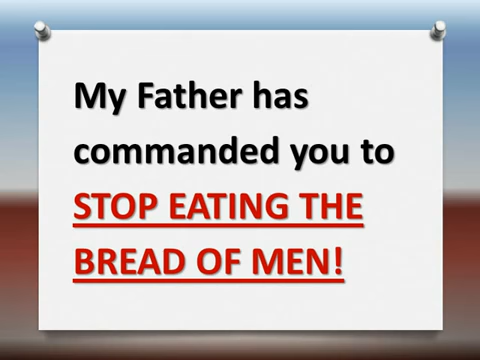 My Father has
commanded you to
STOP EATING THE
BREAD OF MEN!